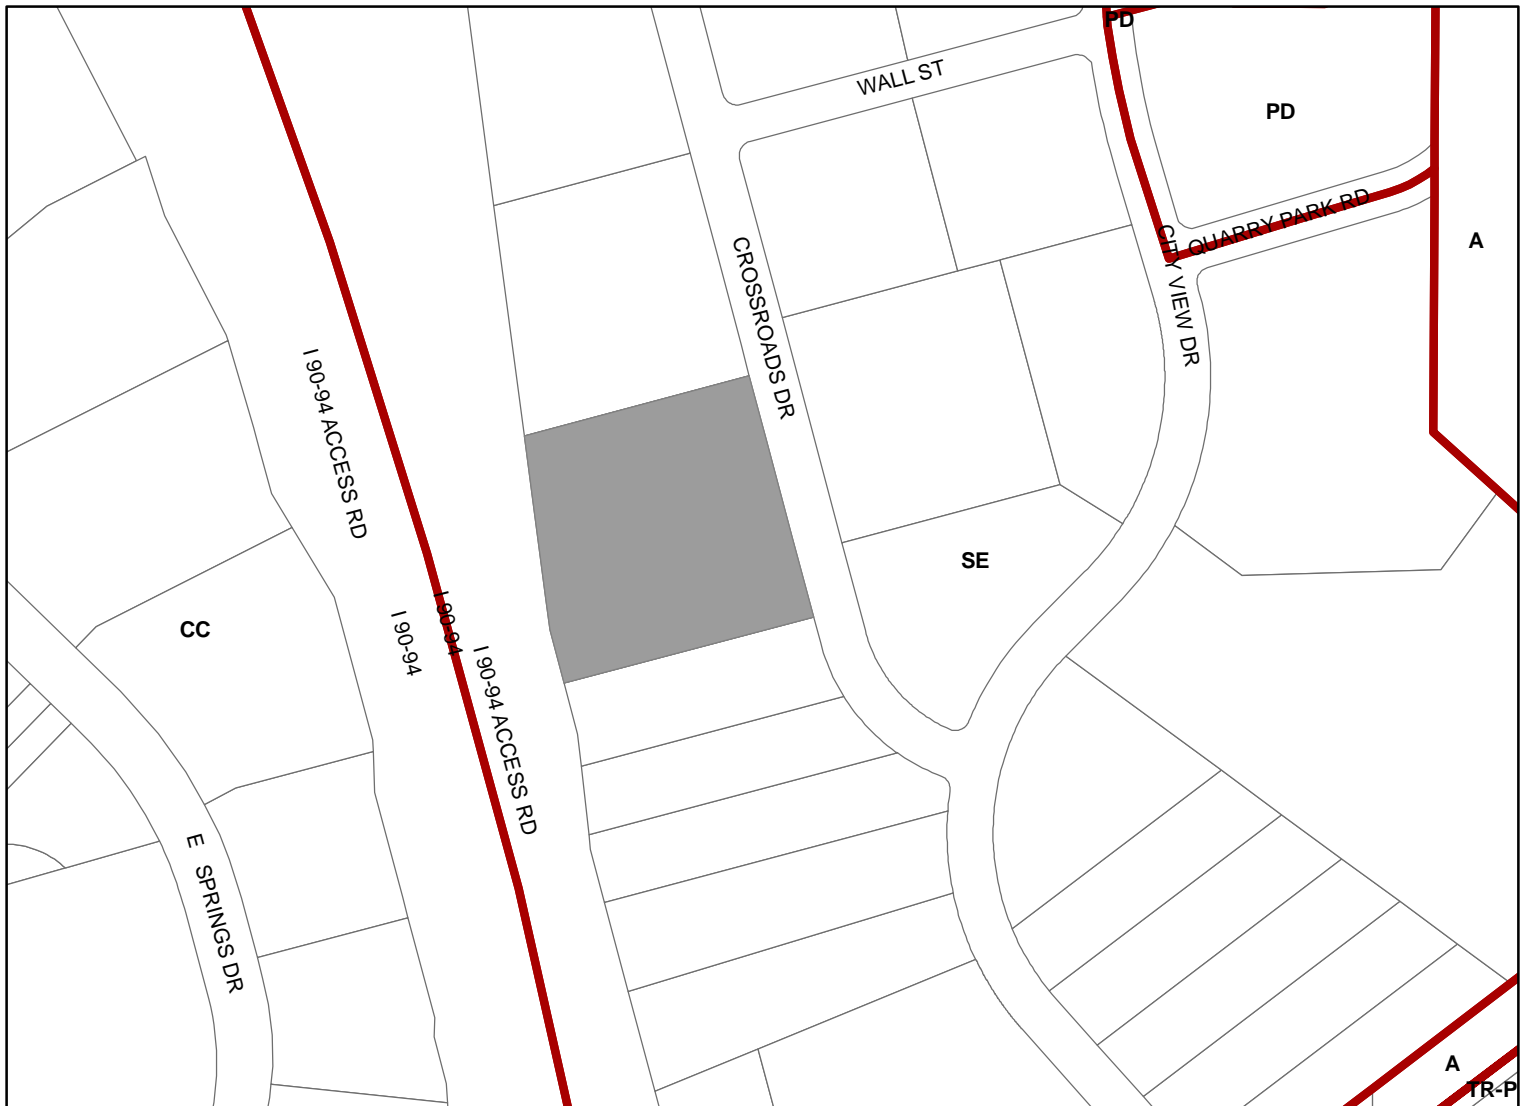 PD
WALL ST
PD
QUARRY PARK RD
A
CITY VIEW DR
CROSSROADS DR
I 90-94 ACCESS RD
SE
CC
I 90-94
I 90-94
I 90-94 ACCESS RD
E SPRINGS DR
A
TR-P